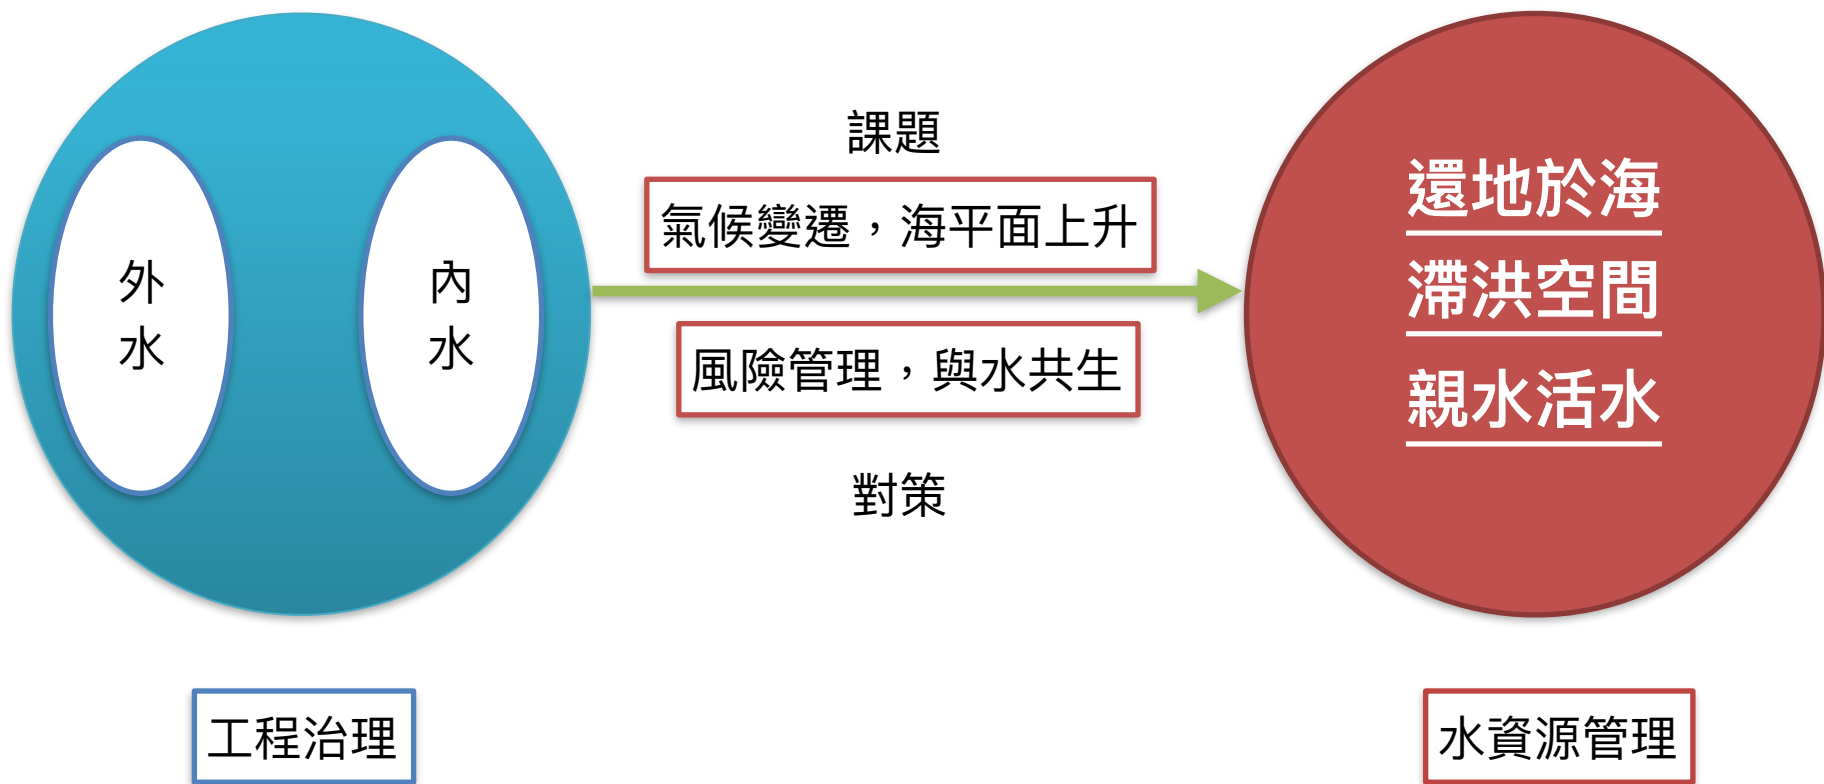 外
水
內
水
課題
氣候變遷，海平面上升
風險管理，與水共生
對策
還地於海
滯洪空間
親水活水
工程治理
水資源管理